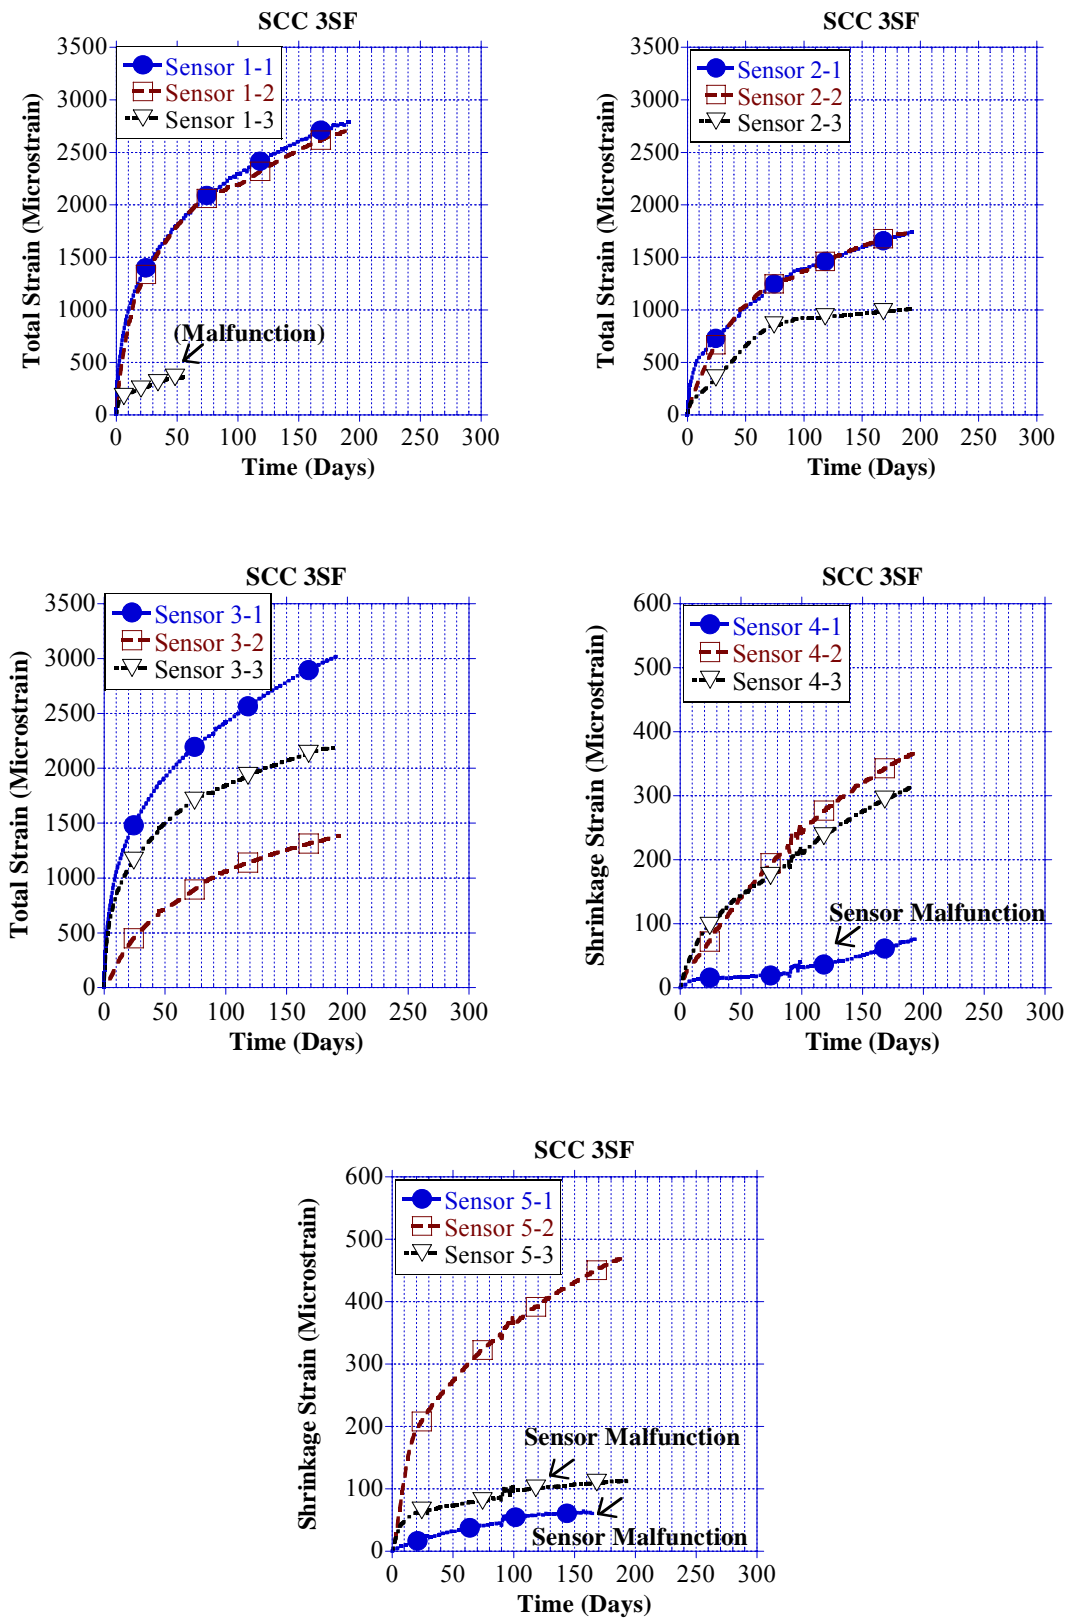 SCC 3SF
3500
3000
2500
2000
1500
1000
500
0
Total Strain (Microstrain)
Sensor 1-1
Sensor 1-2
Sensor 1-3
(Malfunction)
0 50 100 150 200 250 300
Time (Days)
SCC 3SF
3500
3000
2500
2000
1500
1000
500
0
Total Strain (Microstrain)
Sensor 2-1
Sensor 2-2
Sensor 2-3
0 50 100 150 200 250 300
Time (Days)
SCC 3SF
3500
3000
2500
2000
1500
1000
500
0
Total Strain (Microstrain)
Sensor 3-1
Sensor 3-2
Sensor 3-3
0 50 100 150 200 250 300
Time (Days)
SCC 3SF
600
500
400
300
200
100
0
Shrinkage Strain (Microstrain)
Sensor 4-1
Sensor 4-2
Sensor 4-3
Sensor Malfunction
0 50 100 150 200 250 300
Time (Days)
SCC 3SF
600
500
400
300
200
100
0
Shrinkage Strain (Microstrain)
Sensor 5-1
Sensor 5-2
Sensor 5-3
Sensor Malfunction
Sensor Malfunction
0 50 100 150 200 250 300
Time (Days)